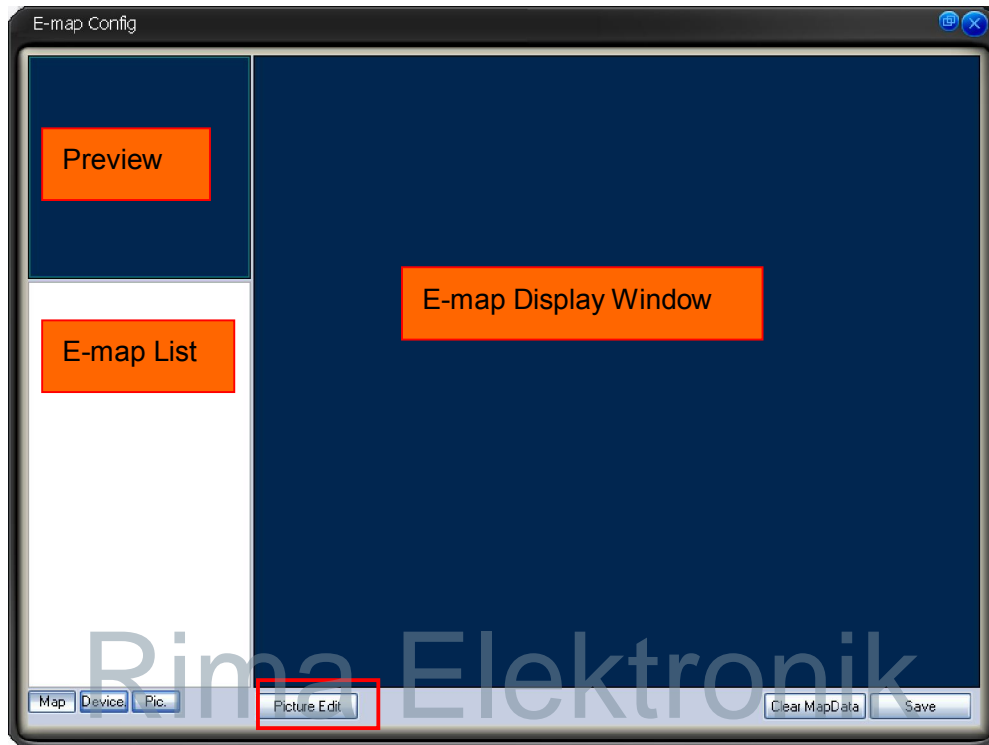 E-map Config
Preview
E-map Display Window
E-map List
Rima Elektronik
Map Device Pic. Picture Edit Clear MapData Save